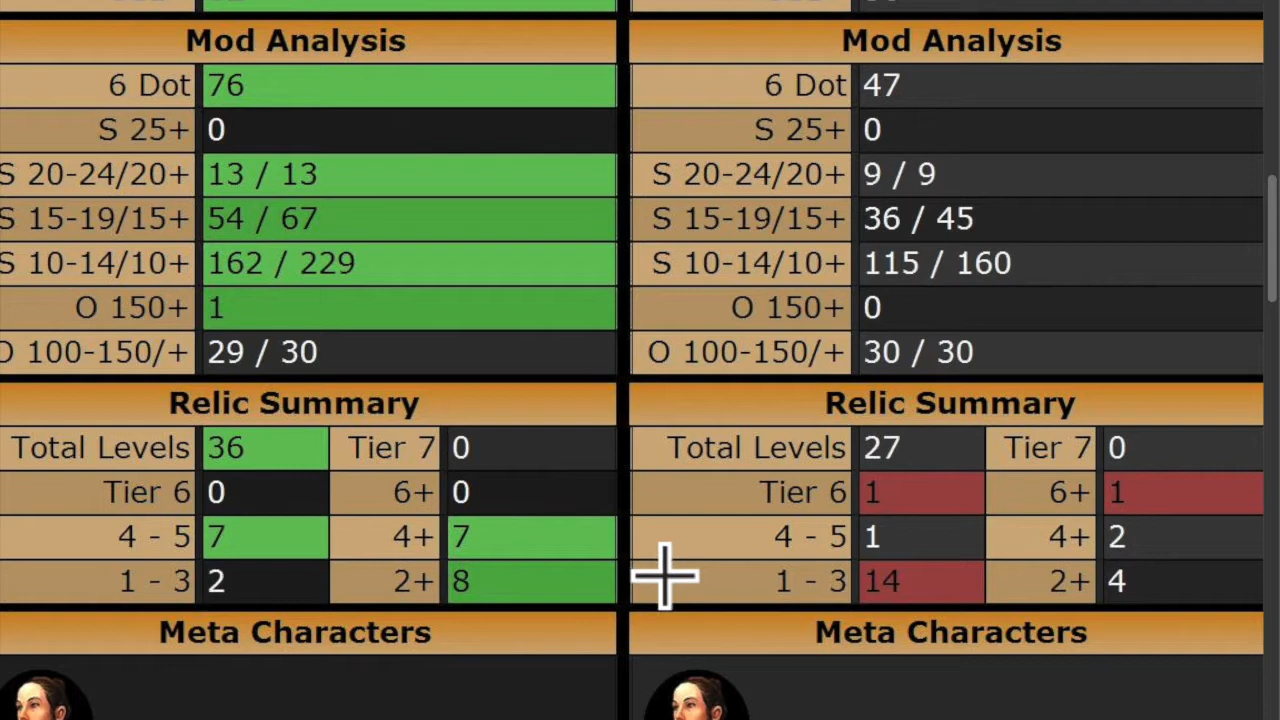 Mod Analysis Mod Analysis
6 Dot 76 6 Dot 47
S 25+ 0 S 25+ 0
S 20-24/20+ 13 / 13 S 20-24/20+ 9 / 9
S 15-19/15+ 54 / 67 S 15-19/15+ 36 / 45
S 10-14/10+ 162 / 229 S 10-14/10+ 115 / 160
O 150+ 1 O 150+ 0
O 100-150/+ 29 / 30 O 100-150/+ 30 / 30
Relic Summary Relic Summary
Total Levels 36 Tier 7 0 Total Levels 27 Tier 7 0
Tier 6 0 6+ 0 Tier 6 1 6+ 1
4 - 5 7 4+ 7 4 - 5 1 4+ 2
1 - 3 2 2+ 8 1 - 3 14 2+ 4
Meta Characters Meta Characters